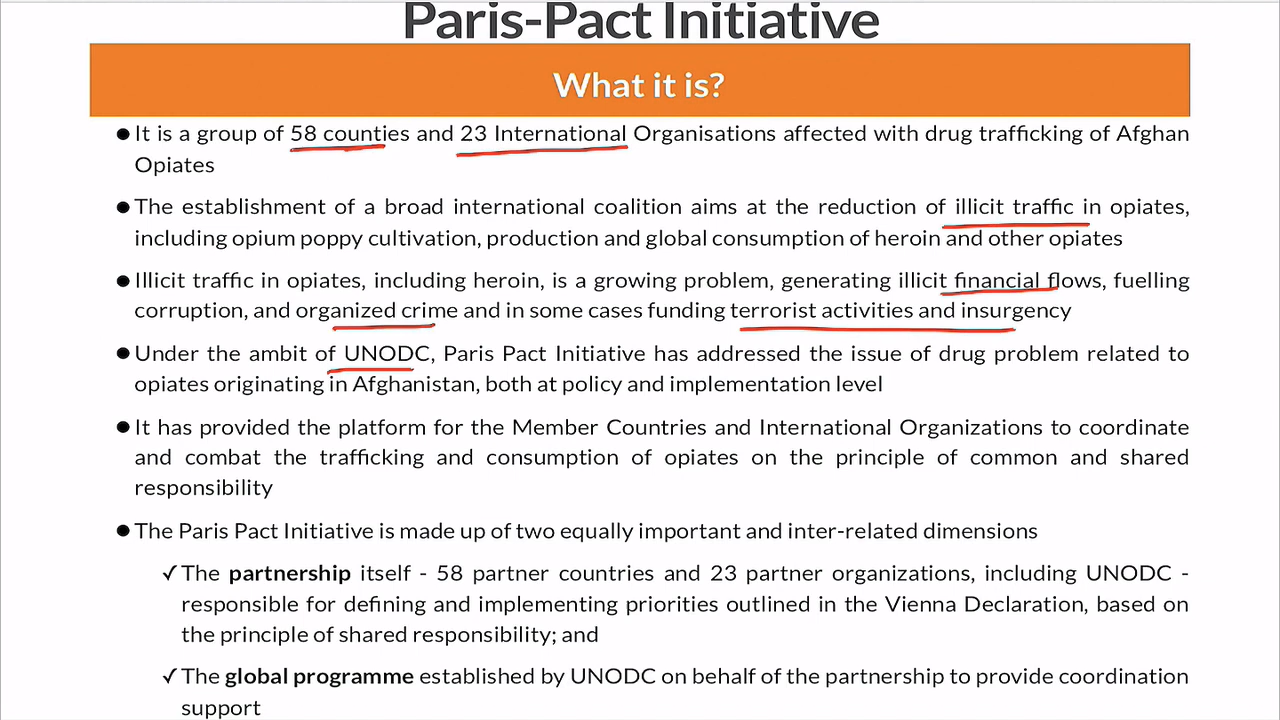 Paris-Pact Initiative
What it is?
●It is a group of 58 counties and 23 International Organisations affected with drug trafficking of Afghan
Opiates
●The establishment of a broad international coalition aims at the reduction of illicit traffic in opiates,
including opium poppy cultivation, production and global consumption of heroin and other opiates
●Illicit traffic in opiates, including heroin, is a growing problem, generating illicit financial flows, fuelling
corruption, and organized crime and in some cases funding terrorist activities and insurgency
●Under the ambit of UNODC, Paris Pact Initiative has addressed the issue of drug problem related to
opiates originating in Afghanistan, both at policy and implementation level
●It has provided the platform for the Member Countries and International Organizations to coordinate
and combat the trafficking and consumption of opiates on the principle of common and shared
responsibility
●The Paris Pact Initiative is made up of two equally important and inter-related dimensions
✓The partnership itself - 58 partner countries and 23 partner organizations, including UNODC -
responsible for defining and implementing priorities outlined in the Vienna Declaration, based on
the principle of shared responsibility; and
✓The global programme established by UNODC on behalf of the partnership to provide coordination
support